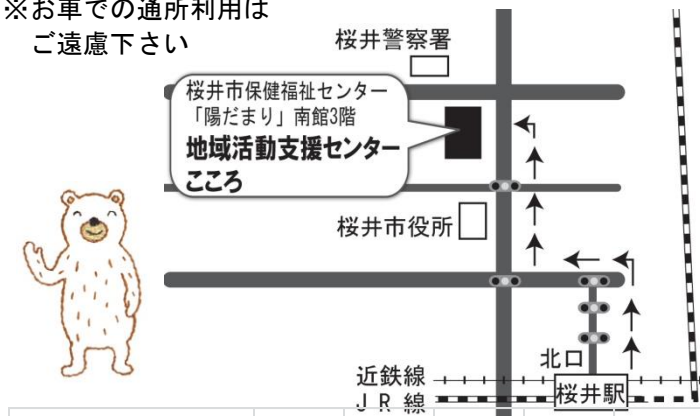 ※お車での通所利用は
ご遠慮下さい
桜井警察署
桜井市保健福祉センター
「陽だまり」南館3階
地域活動支援センター
こころ
桜井市役所
北口
近鉄線
桜井駅
JR線